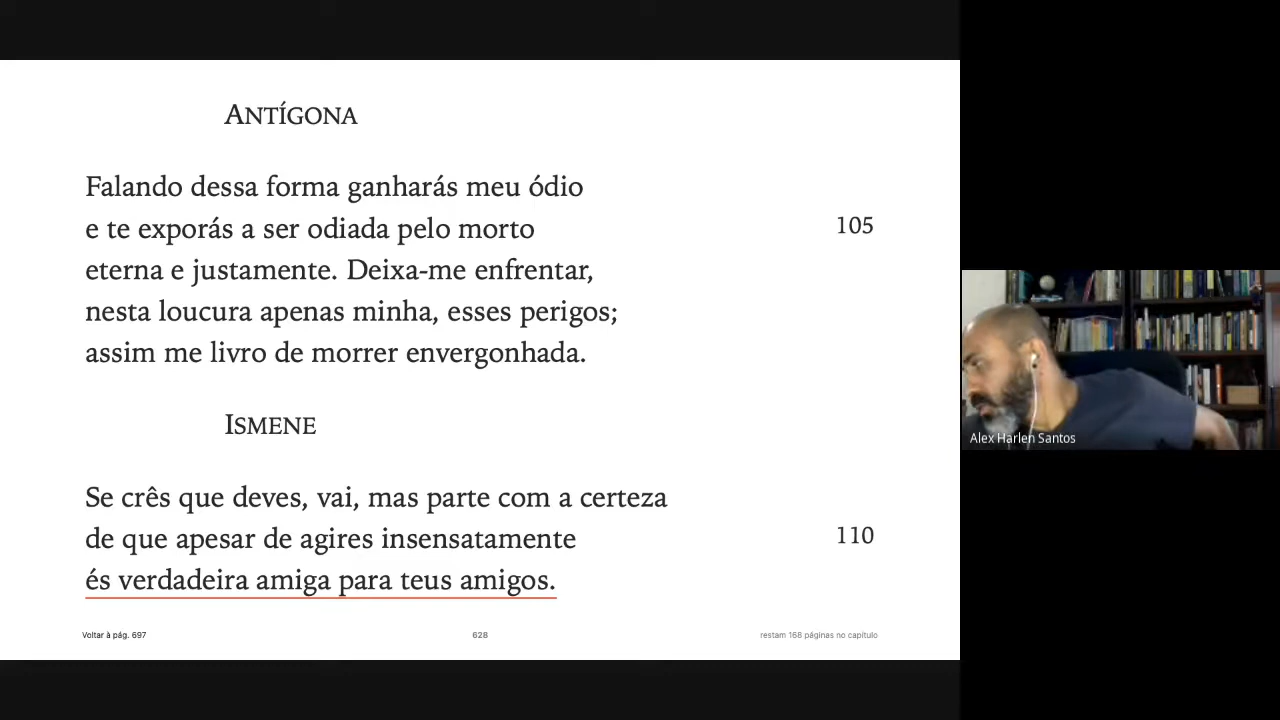 ANTÍGONA
Falando dessa forma ganharás meu ódio
e te exporás a ser odiada pelo morto
105
eterna e justamente. Deixa-me enfrentar,
nesta loucura apenas minha, esses perigos;
assim me livro de morrer envergonhada.
ISMENE
Se crês que deves, vai, mas parte com a certeza
de que apesar de agires insensatamente
110
és verdadeira amiga para teus amigos.
Voltar à pág. 697
628
restam 168 páginas no capítulo
Alex Harlen Santos